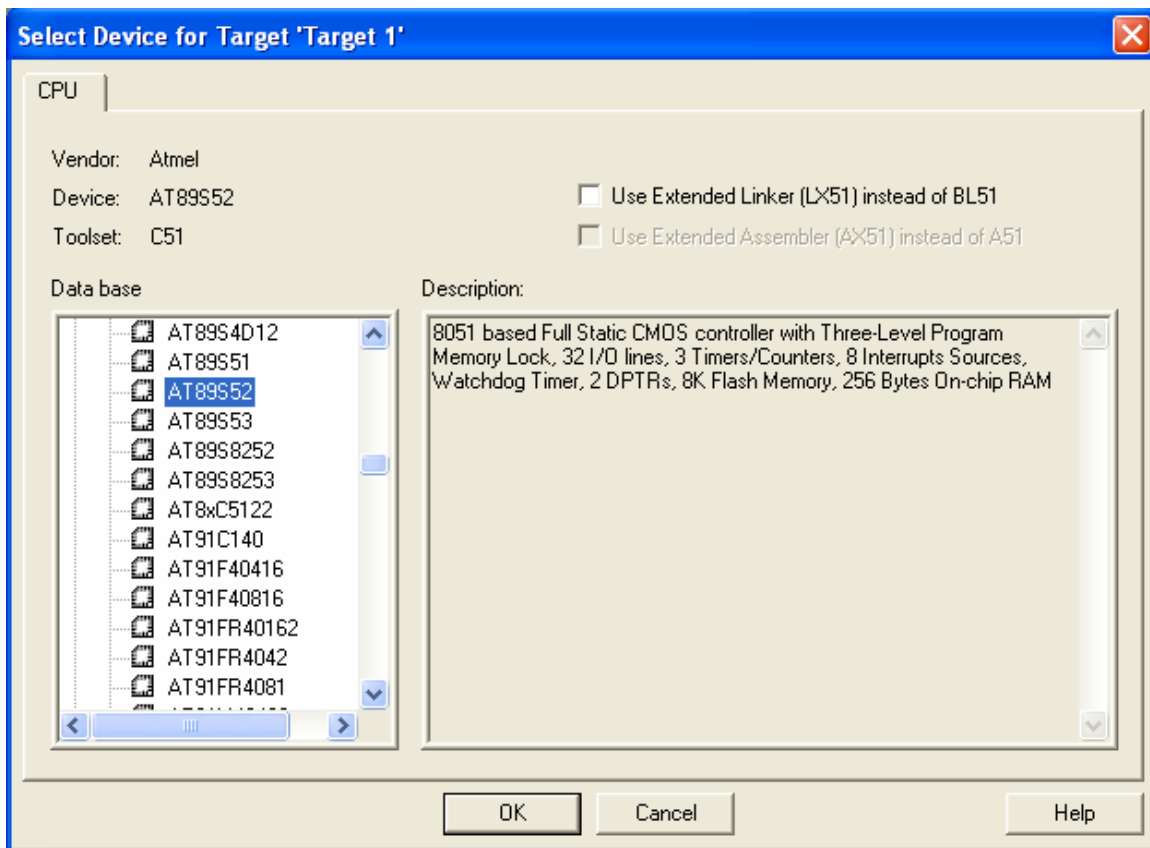 Select Device for Target 'Target 1'
CPU
Vendor: Atmel
Device: AT89S52
Use Extended Linker (LX51) instead of BL51
Toolset: C51
Use Extended Assembler (AX51) instead of A51
Data base
Description:
AT89S4D12
AT89S51
AT89S52
AT89S53
AT89S8252
AT89S8253
AT8xC5122
AT91C140
AT91F40416
AT91F40816
AT91FR40162
AT91FR4042
AT91FR4081
8051 based Full Static CMOS controller with Three-Level Program
Memory Lock, 32 I/O lines, 3 Timers/Counters, 8 Interrupts Sources,
Watchdog Timer, 2 DPTRs, 8K Flash Memory, 256 Bytes On-chip RAM
OK
Cancel
Help